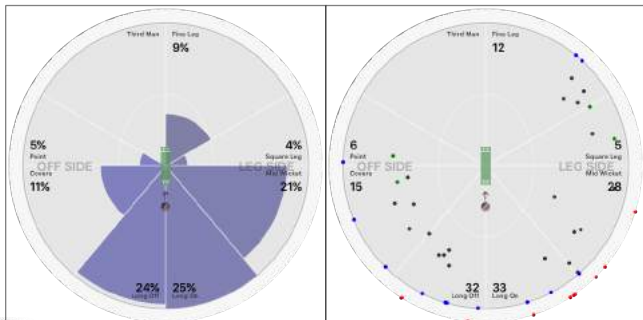 Third Man Fine Leg
9%
5%
Point
OFF SIDE
Covers
11%
4%
Square Leg
LEG SIDE
Mid Wicket
21%
24% 25%
Long Off Long On
Third Man Fine Leg
12
6
Point
OFF SIDE
Covers
15
5
Square Leg
LEG SIDE
Mid Wicket
28
32 33
Long Off Long On